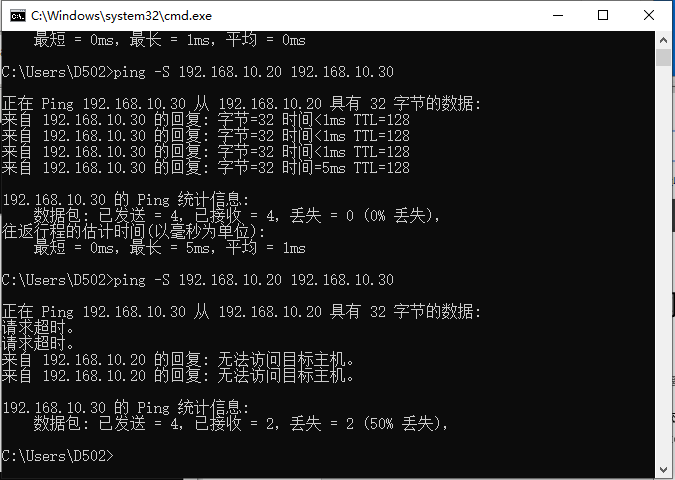 C:\Windows\system32\cmd.exe
最短 = 0ms，最长 = 1ms，平均 = 0ms
C:\Users\D502>ping -S 192.168.10.20 192.168.10.30
正在 Ping 192.168.10.30 从 192.168.10.20 具有 32 字节的数据:
来自 192.168.10.30 的回复: 字节=32 时间<1ms TTL=128
来自 192.168.10.30 的回复: 字节=32 时间<1ms TTL=128
来自 192.168.10.30 的回复: 字节=32 时间<1ms TTL=128
来自 192.168.10.30 的回复: 字节=32 时间=5ms TTL=128
192.168.10.30 的 Ping 统计信息:
数据包: 已发送 = 4，已接收 = 4，丢失 = 0 (0% 丢失)，
往返行程的估计时间(以毫秒为单位):
最短 = 0ms，最长 = 5ms，平均 = 1ms
C:\Users\D502>ping -S 192.168.10.20 192.168.10.30
正在 Ping 192.168.10.30 从 192.168.10.20 具有 32 字节的数据:
请求超时。
请求超时。
来自 192.168.10.20 的回复: 无法访问目标主机。
来自 192.168.10.20 的回复: 无法访问目标主机。
192.168.10.30 的 Ping 统计信息:
数据包: 已发送 = 4，已接收 = 2，丢失 = 2 (50% 丢失)，
C:\Users\D502>